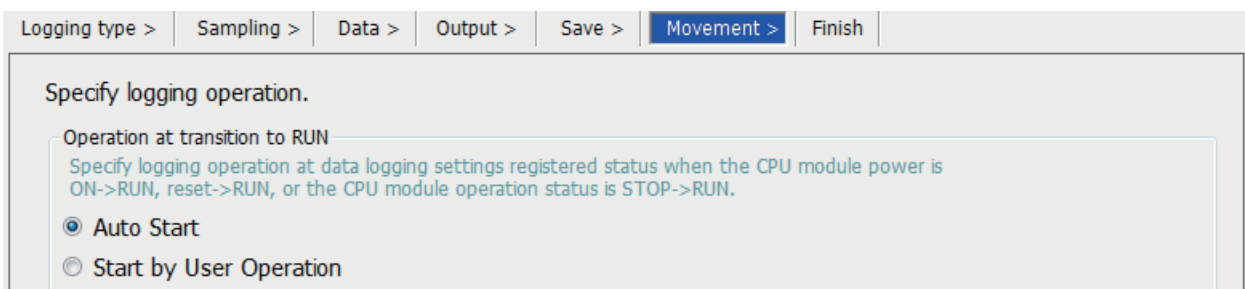 Logging type > Sampling > Data > Output > Save > Movement > Finish
Specify logging operation.
Operation at transition to RUN
Specify logging operation at data logging settings registered status when the CPU module power is
ON->RUN, reset->RUN, or the CPU module operation status is STOP->RUN.
Auto Start
Start by User Operation